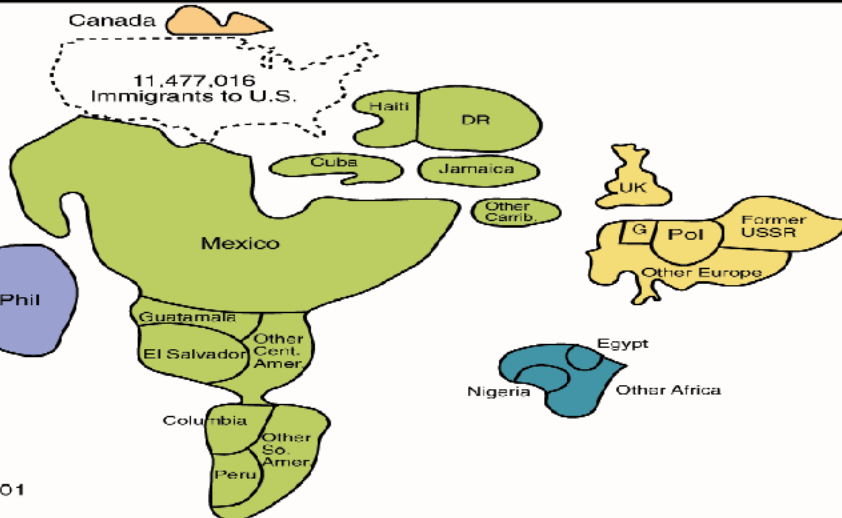 Canada
11,477,016
Immigrants to U.S.
Haiti
DR
Cuba
Jamaica
Other
Carrib.
UK
G
Pol
Former
USSR
Other Europe
Mexico
Phil
Guatamala
El Salvador
Other
Cent.
Amer.
Egypt
Nigeria
Other Africa
Columbia
Other
So.
Amer.
Peru
01